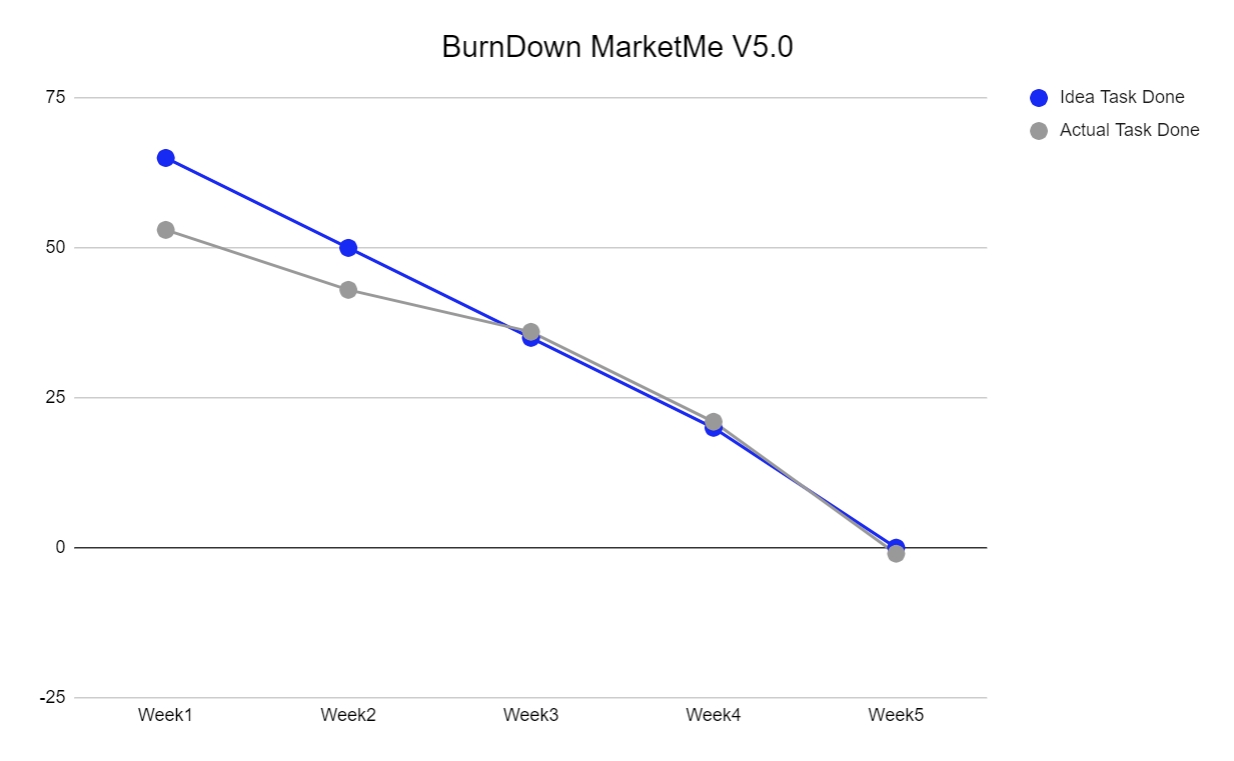 BurnDown MarketMe V5.0
75
50
25
0
-25
Week1
Week2
Week3
Week4
Week5
Idea Task Done
Actual Task Done